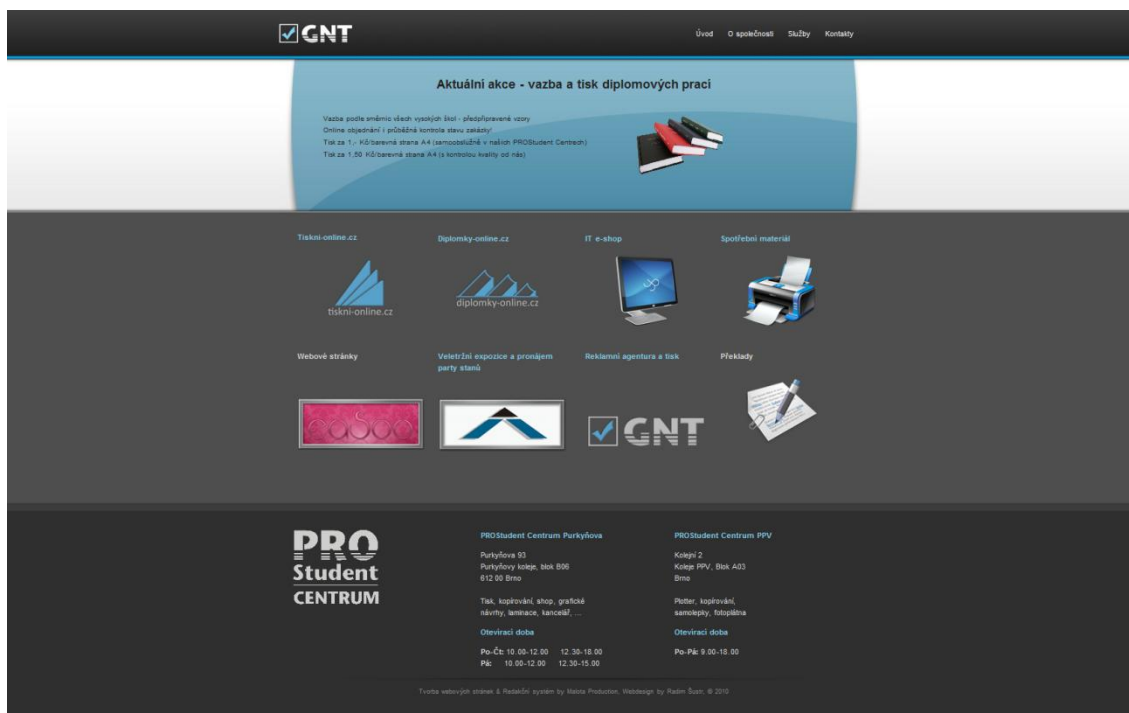 GNT
Úvod O společnosti Služby Kontakty
Aktuální akce - vazba a tisk diplomových prací
Vazba podle směrnic všech vysokých škol - předpřipravené vzory
Online objednání i průběžná kontrola stavu zakázky!
Tisk za 1,- Kč/barevná strana A4 (samoobslužně v našich PROStudent Centrech)
Tisk za 1,50 Kč/barevná strana A4 (s kontrolou kvality od nás)
Tiskni-online.cz Diplomky-online.cz IT e-shop Spotřební materiál
tiskni-online.cz diplomky-online.cz
Webové stránky Veletržní expozice a pronájem party stanů Reklamní agentura a tisk Překlady
GNT
PRO
Student
CENTRUM
PROStudent Centrum Purkyňova
Purkyňova 93
Purkyňovy koleje, blok B06
612 00 Brno
Tisk, kopírování, shop, grafické
návrhy, laminace, kancelář, ...
Otevírací doba
Po-Čt: 10.00-12.00 12.30-18.00
Pá: 10.00-12.00 12.30-15.00
PROStudent Centrum PPV
Kolejní 2
Koleje PPV, Blok A03
Brno
Plotter, kopírování,
samolepky, fotoplátna
Otevírací doba
Po-Pá: 9.00-18.00
Tvorba webových stránek & Redakční systém by Malota Production, Webdesign by Radim Šusn. © 2010